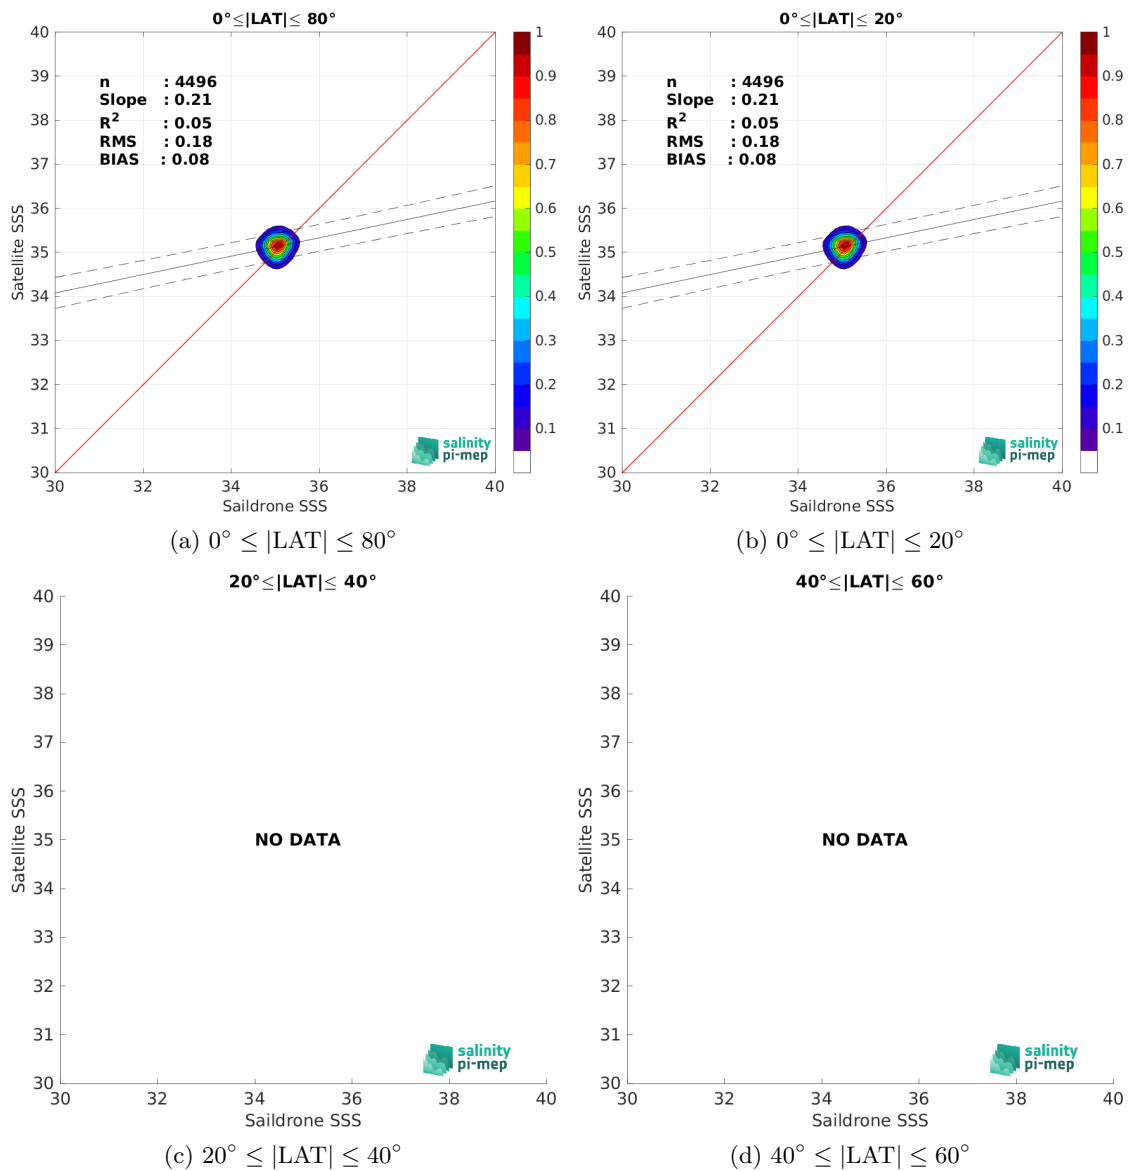 0°≤|LAT|≤ 80°
40
39
38
37
36
35
34
33
32
31
30
Satellite SSS
n : 4496
Slope : 0.21
R² : 0.05
RMS : 0.18
BIAS : 0.08
1
0.9
0.8
0.7
0.6
0.5
0.4
0.3
0.2
0.1
salinity
pi-mep
30 32 34 36 38 40
Saildrone SSS
(a) 0° ≤ |LAT| ≤ 80°
0°≤|LAT|≤ 20°
40
39
38
37
36
35
34
33
32
31
30
Satellite SSS
n : 4496
Slope : 0.21
R² : 0.05
RMS : 0.18
BIAS : 0.08
1
0.9
0.8
0.7
0.6
0.5
0.4
0.3
0.2
0.1
salinity
pi-mep
30 32 34 36 38 40
Saildrone SSS
(b) 0° ≤ |LAT| ≤ 20°
20°≤|LAT|≤ 40°
40
39
38
37
36
35
34
33
32
31
30
Satellite SSS
NO DATA
salinity
pi-mep
30 32 34 36 38 40
Saildrone SSS
(c) 20° ≤ |LAT| ≤ 40°
40°≤|LAT|≤ 60°
40
39
38
37
36
35
34
33
32
31
30
Satellite SSS
NO DATA
salinity
pi-mep
30 32 34 36 38 40
Saildrone SSS
(d) 40° ≤ |LAT| ≤ 60°